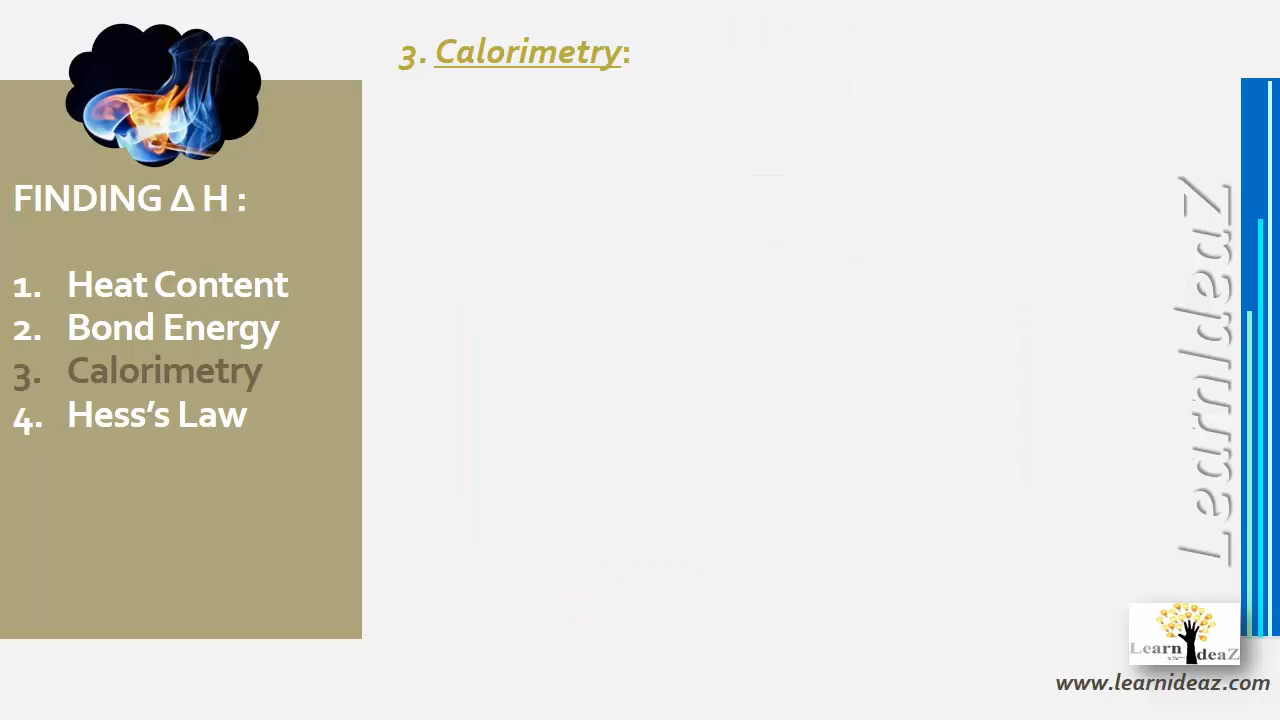 3. Calorimetry:
FINDING Δ H :
1. Heat Content
2. Bond Energy
3. Calorimetry
4. Hess's Law
LearnIdeaZ
Learn IdeaZ
www.learnideaz.com